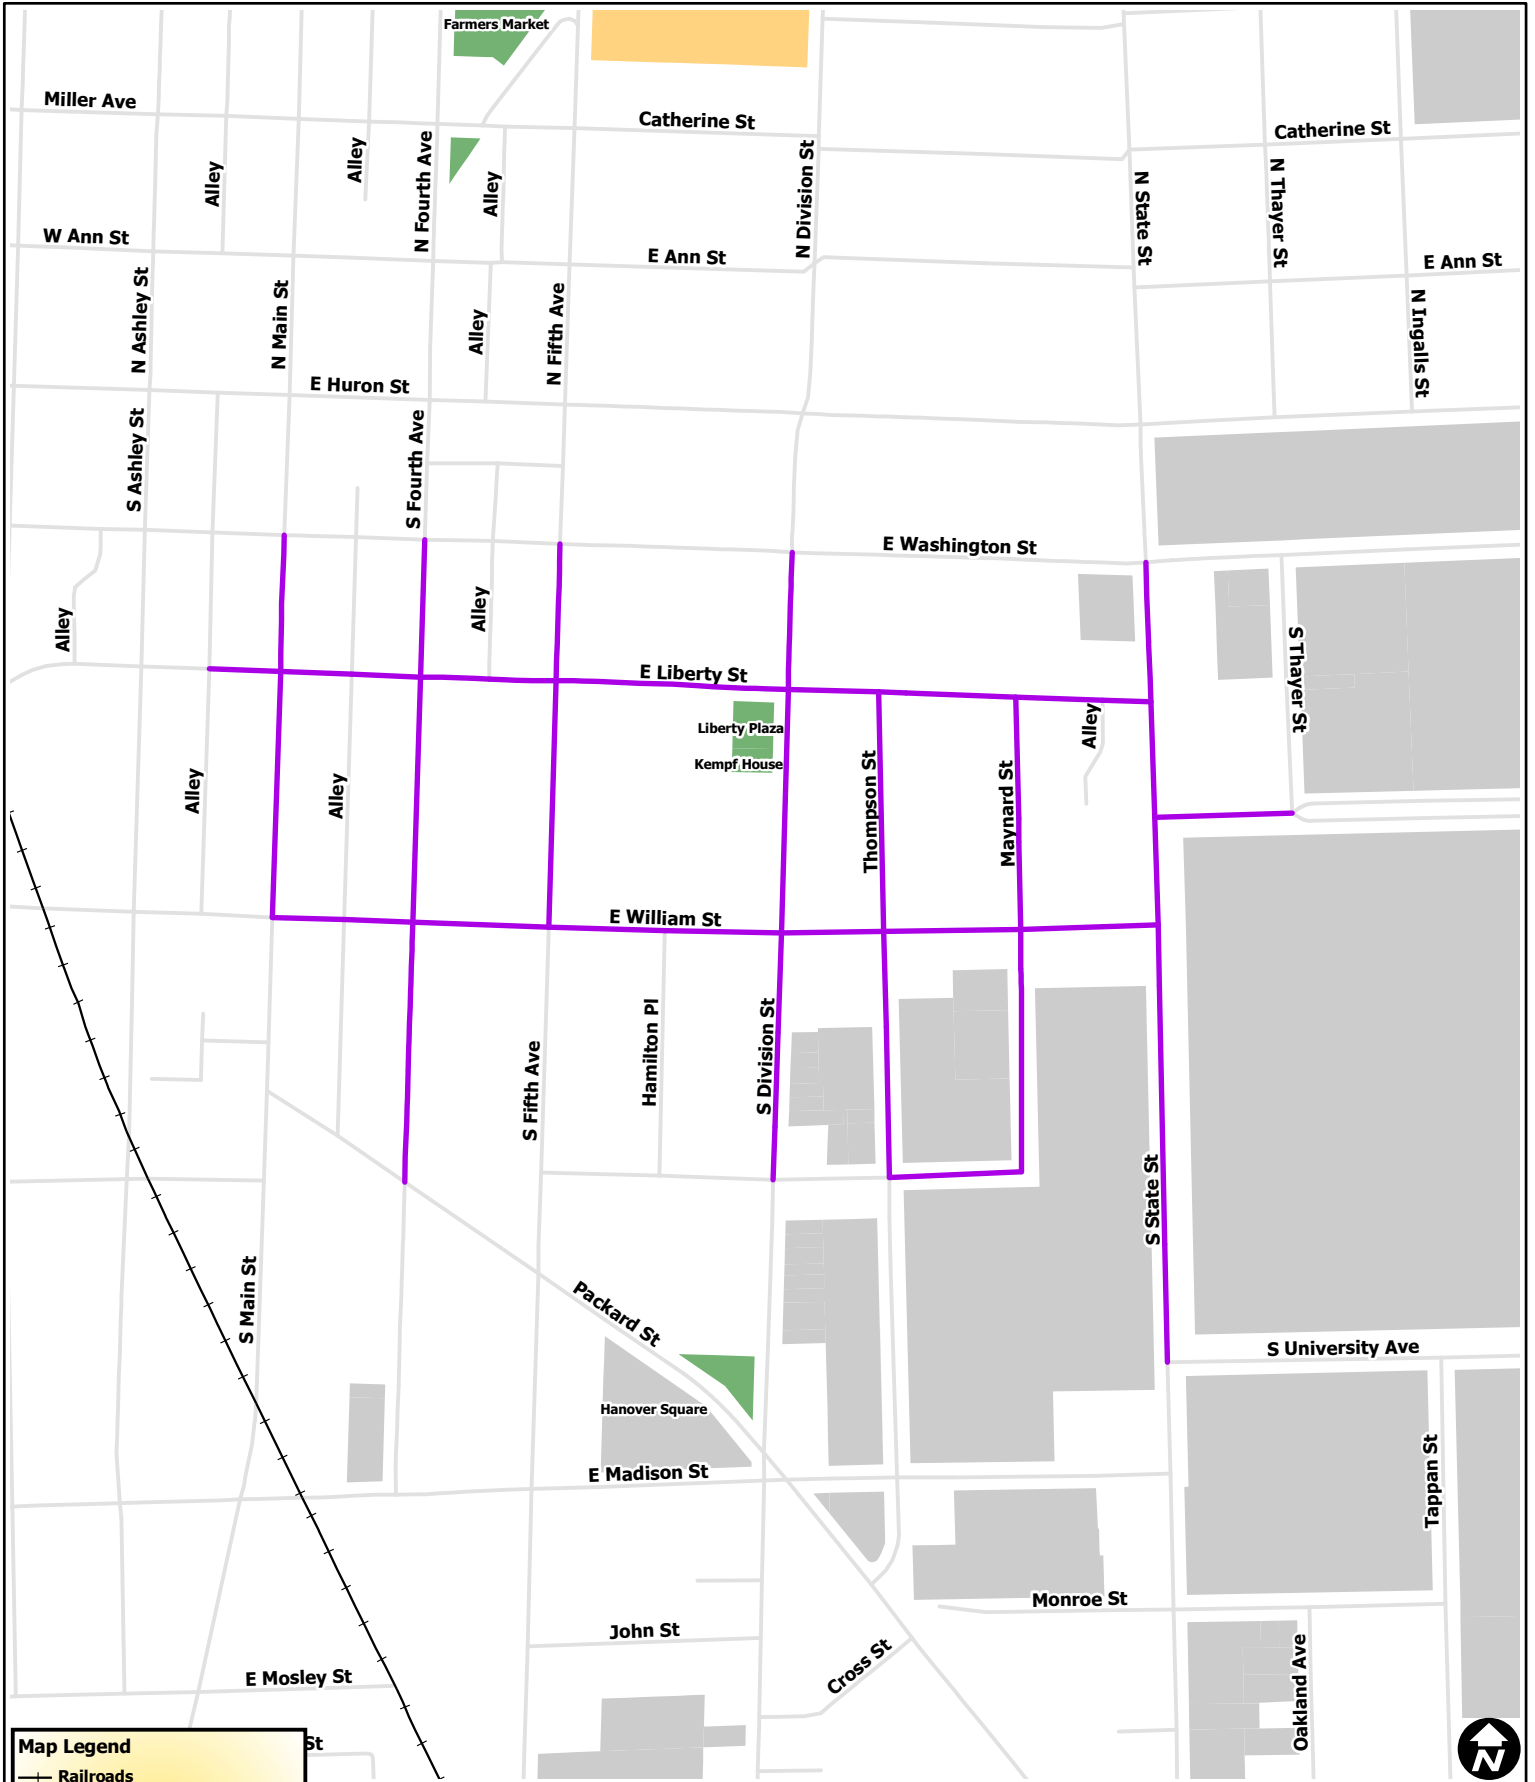 Farmers Market
Miller Ave
Catherine St
Catherine St
Alley
Alley
N Fourth Ave
Alley
N Division St
N State St
N Thayer St
W Ann St
E Ann St
E Ann St
N Ashley St
N Main St
Alley
N Fifth Ave
N Ingalls St
E Huron St
S Ashley St
S Fourth Ave
E Washington St
Alley
Alley
S Thayer St
E Liberty St
Liberty Plaza
Kempf House
Alley
Alley
Alley
Thompson St
Maynard St
E William St
Hamilton Pl
S Division St
S Fifth Ave
S State St
S Main St
Packard St
S University Ave
Hanover Square
E Madison St
Tappan St
Monroe St
John St
Cross St
Oakland Ave
E Mosley St
St
Map Legend
Railroads
N